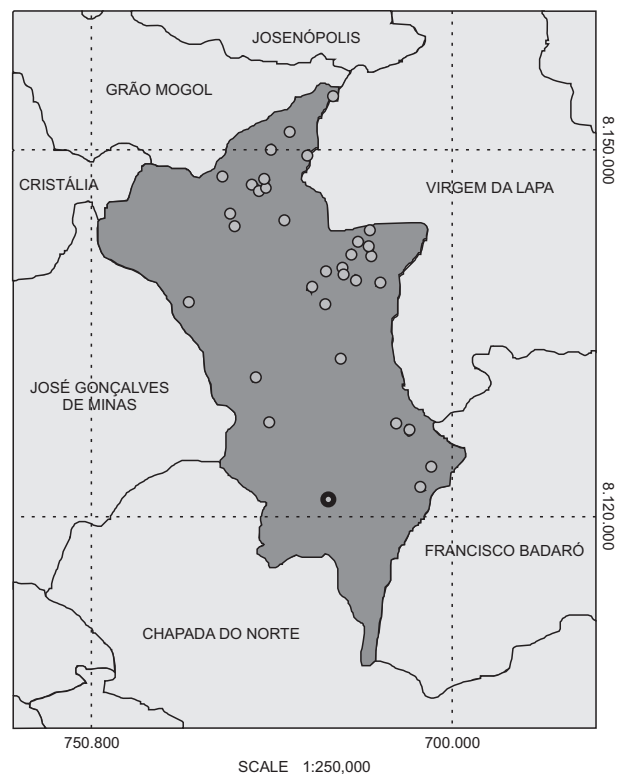 JOSENÓPOLIS
GRÃO MOGOL
8.150.000
CRISTÁLIA
VIRGEM DA LAPA
JOSÉ GONÇALVES
DE MINAS
8.120.000
FRANCISCO BADARÓ
CHAPADA DO NORTE
750.800
700.000
SCALE 1:250,000